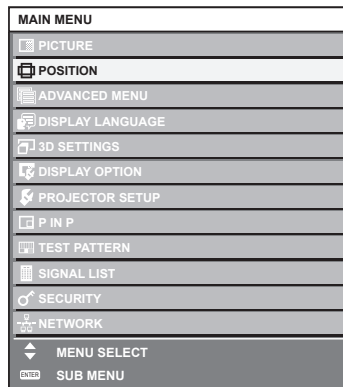 MAIN MENU
PICTURE
POSITION
ADVANCED MENU
DISPLAY LANGUAGE
3D SETTINGS
DISPLAY OPTION
PROJECTOR SETUP
P IN P
TEST PATTERN
SIGNAL LIST
SECURITY
NETWORK
MENU SELECT
ENTER SUB MENU